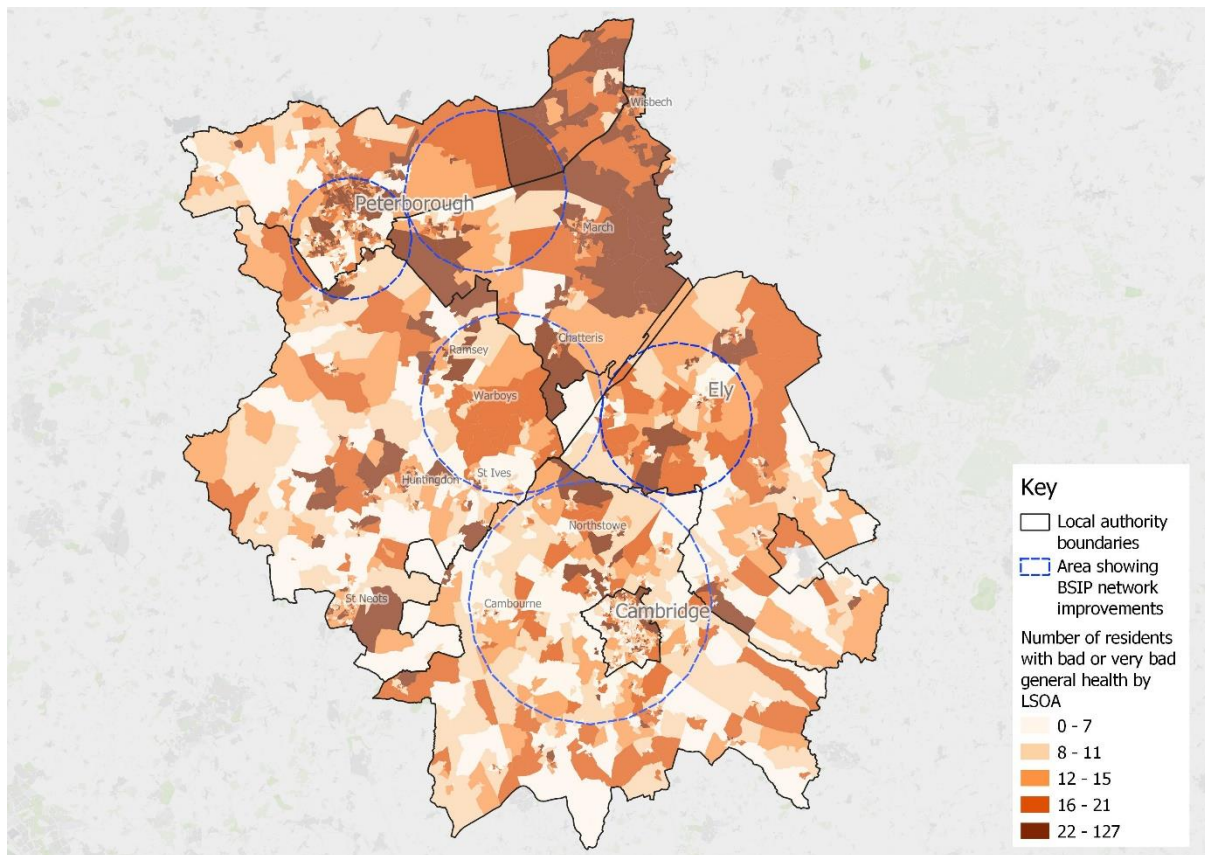 Wisbech
Peterborough
March
Chatteris
Ramsey
Ely
Warboys
St Ives
Huntingdon
Northstowe
St Neots
Cambourne
Cambridge
Key
Local authority
boundaries
Area showing
BSIP network
improvements
Number of residents
with bad or very bad
general health by
LSOA
0 - 7
8 - 11
12 - 15
16 - 21
22 - 127